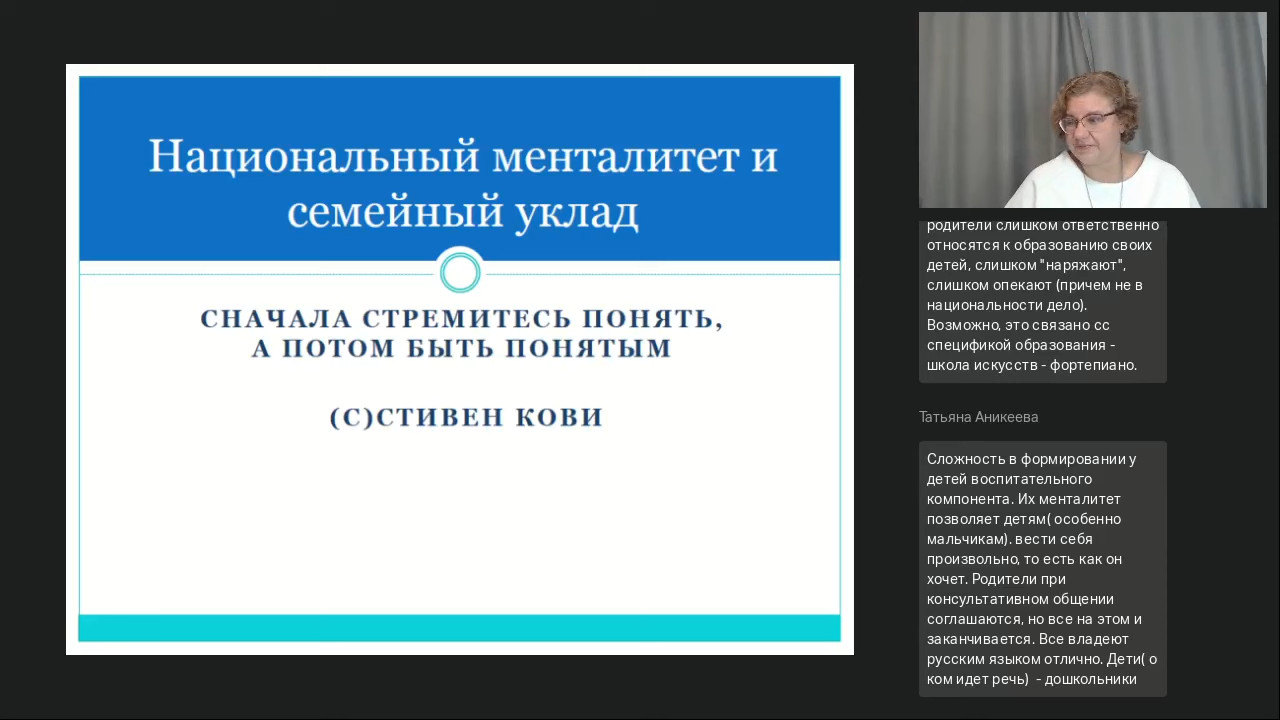 Национальный менталитет и
семейный уклад
СНАЧАЛА СТРЕМИТЕСЬ ПОНЯТЬ,
А ПОТОМ БЫТЬ ПОНЯТЫМ
(С)СТИВЕН КОВИ
родители слишком ответственно
относятся к образованию своих
детей, слишком "наряжают",
слишком опекают (причем не в
национальности дело).
Возможно, это связано сс
спецификой образования -
школа искусств - фортепиано.
Татьяна Аникеева
Сложность в формировании у
детей воспитательного
компонента. Их менталитет
позволяет детям( особенно
мальчикам). вести себя
произвольно, то есть как он
хочет. Родители при
консультативном общении
соглашаются, но все на этом и
заканчивается. Все владеют
русским языком отлично. Дети( о
ком идет речь)  - дошкольники